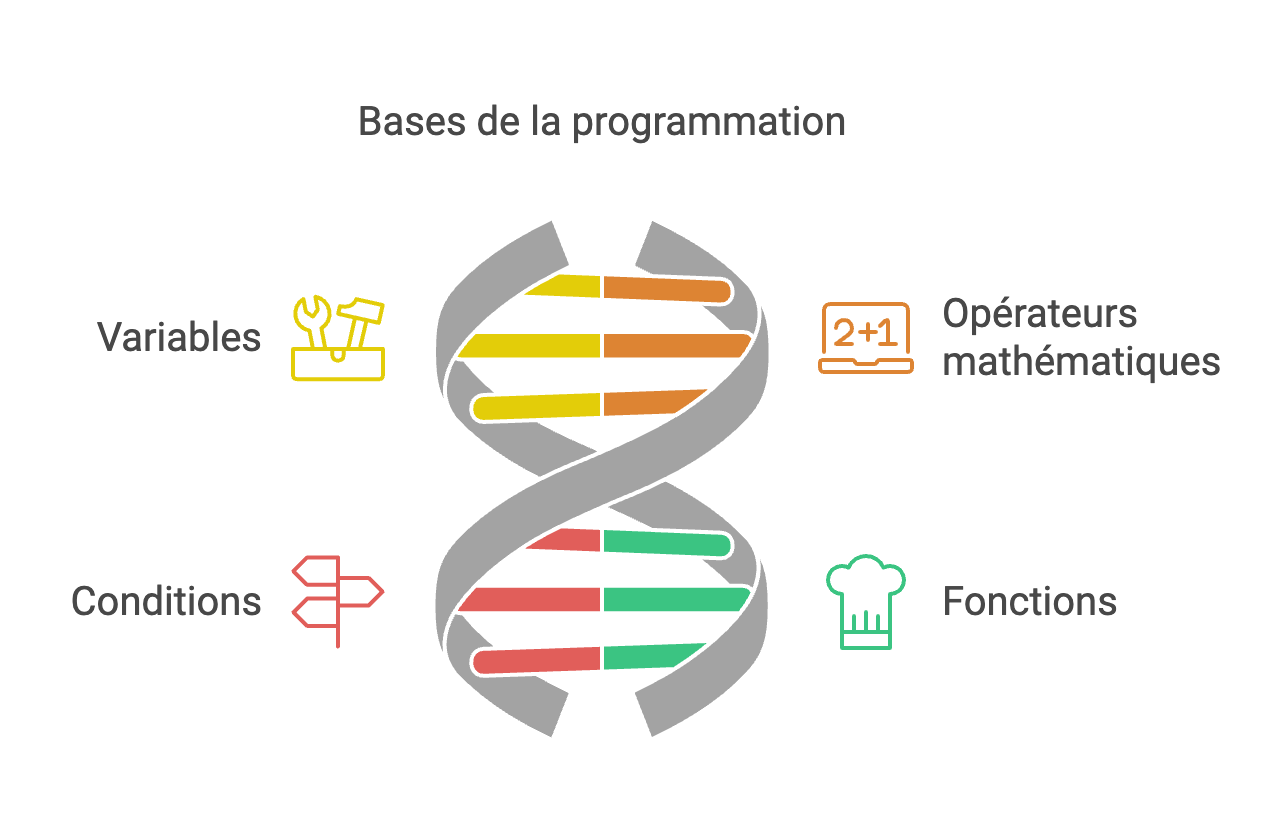 Bases de la programmation
Variables
2+1
Opérateurs
mathématiques
Conditions
Fonctions